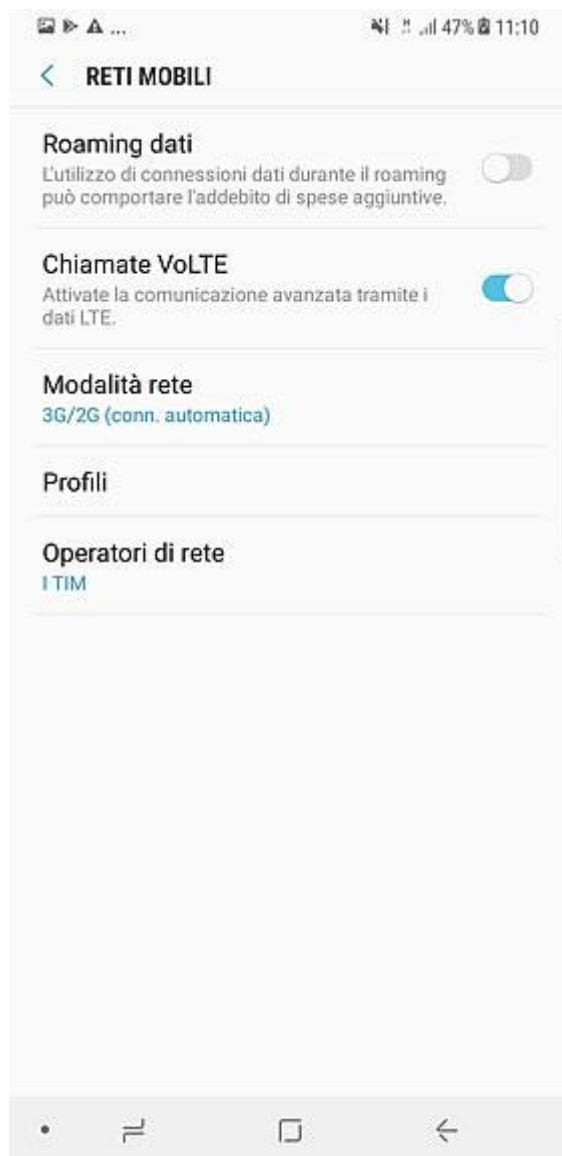 ... 47% 11:10
RETI MOBILI
Roaming dati
L'utilizzo di connessioni dati durante il roaming
può comportare l'addebito di spese aggiuntive.
Chiamate VoLTE
Attivate la comunicazione avanzata tramite i
dati LTE.
Modalità rete
3G/2G (conn. automatica)
Profili
Operatori di rete
I TIM